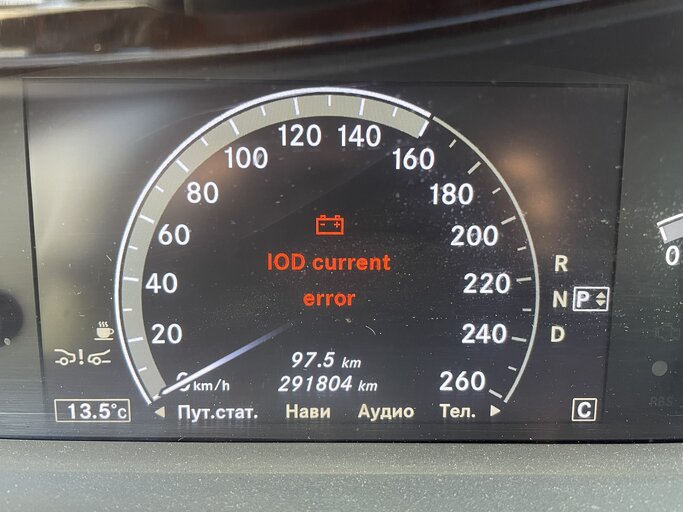 120 140
100 160
80 180
60 200
40 220
20 240
260
IOD current
error
R
N P
D
0
97.5 km
km/h 291804 km
13.5°C
Пут.стат. Нави Аудио Тел.
C